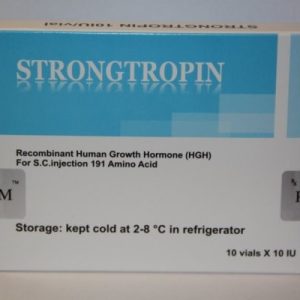 STRONGTROPIN 10IU/vial
STRONGTROPIN
Recombinant Human Growth Hormone (HGH)
For S.C.injection 191 Amino Acid
M
™
Storage: kept cold at 2-8 °C in refrigerator
10 vials X 10 IU